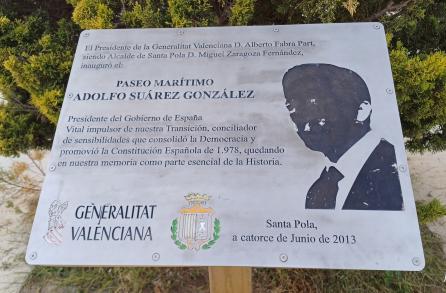 El Presidente de la Generalitat Valenciana D. Alberto Fabra Part,
siendo Alcalde de Santa Pola D. Miguel Zaragoza Fernández,
inauguró el:
PASEO MARÍTIMO
ADOLFO SUÁREZ GONZÁLEZ
Presidente del Gobierno de España
Vital impulsor de nuestra Transición, conciliador
de sensibilidades que consolidó la Democracia y
promovió la Constitución Española de 1.978, quedando
en nuestra memoria como parte esencial de la Historia.
GENERALITAT
VALENCIANA
Santa Pola,
a catorce de Junio de 2013